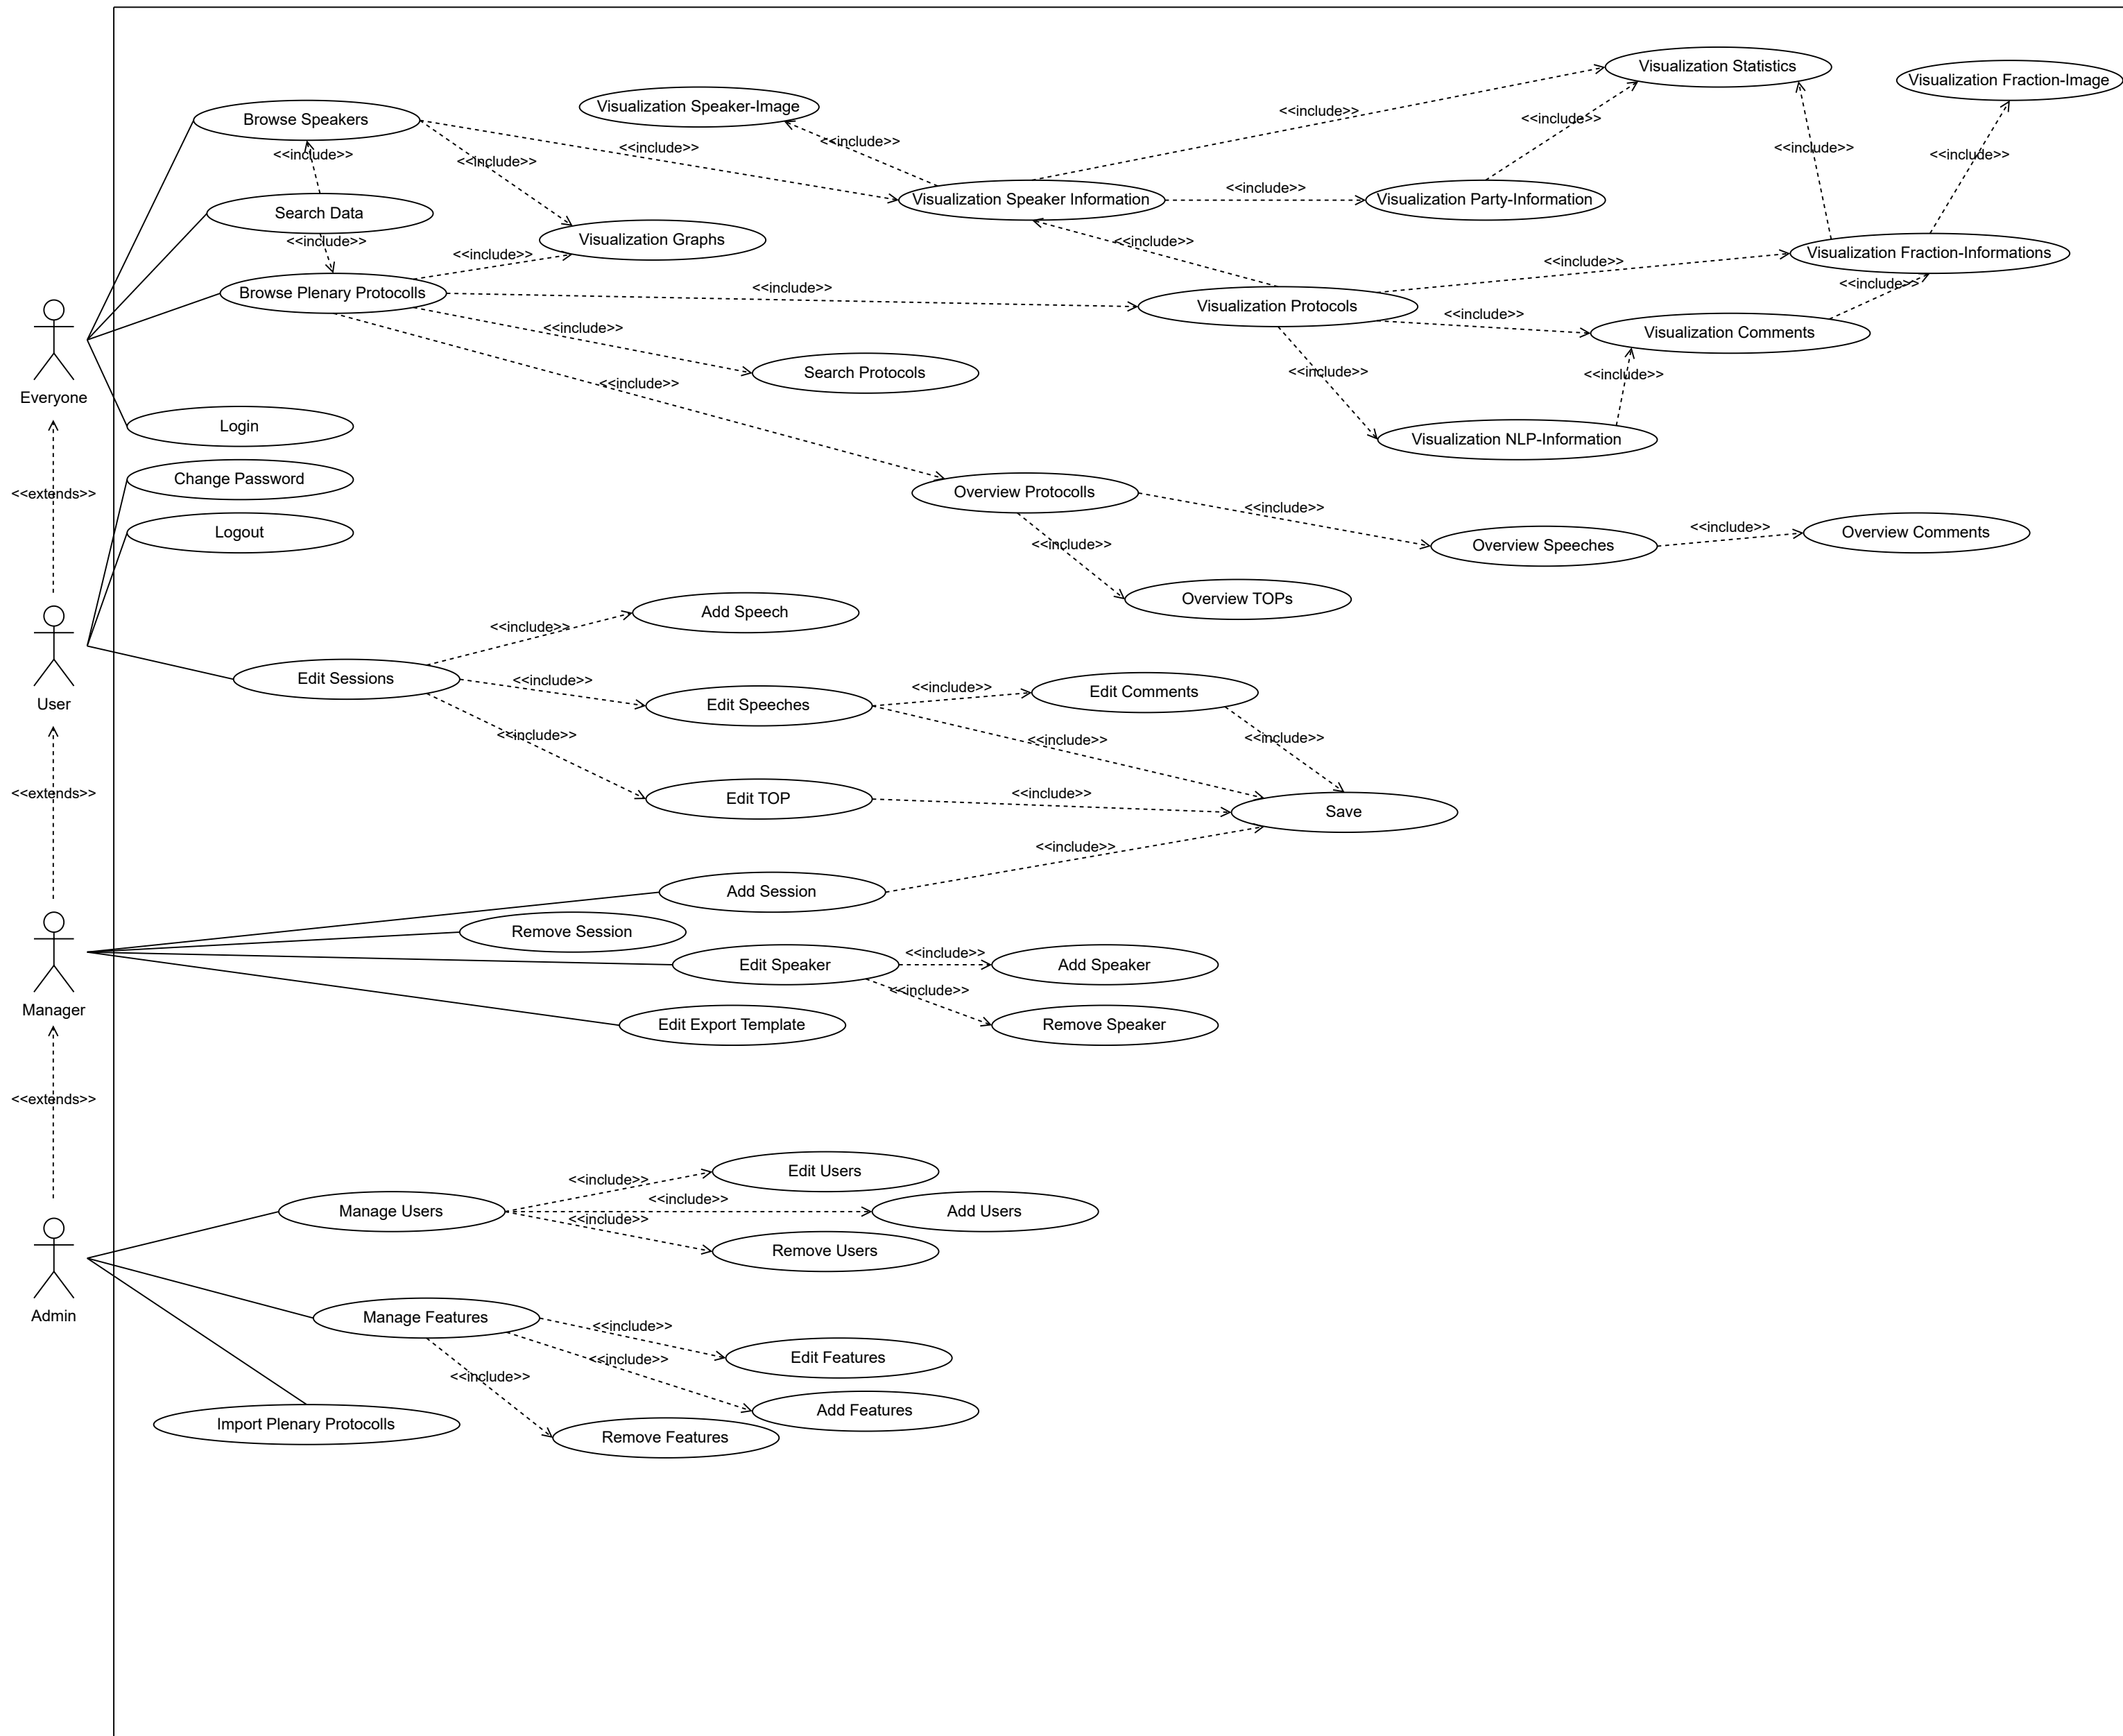 Visualization Statistics
Visualization Fraction-Image
Visualization Speaker-Image
<<include>>
Browse Speakers
<<include>>
<<include>>
<<include>>
<<include>>
<<include>>
<<include>>
<<include>>
<<include>>
<<include>>
Visualization Speaker Information
Visualization Party-Information
Search Data
<<include>>
Visualization Graphs
<<include>>
<<include>>
Visualization Fraction-Informations
<<include>>
<<include>>
Browse Plenary Protocolls
<<include>>
<<include>>
Visualization Protocols
<<include>>
<<include>>
Visualization Comments
Search Protocols
<<include>>
<<include>>
<<include>>
Everyone
Login
Visualization NLP-Information
Change Password
<<extends>>
Overview Protocolls
<<include>>
Logout
<<include>>
Overview Comments
<<include>>
Overview Speeches
Overview TOPs
Add Speech
<<include>>
Edit Sessions
<<include>>
<<include>>
Edit Comments
User
Edit Speeches
<<include>>
<<include>>
<<include>>
<<extends>>
Edit TOP
<<include>>
Save
<<include>>
Add Session
Remove Session
<<include>>
Edit Speaker
Add Speaker
<<include>>
Manager
Edit Export Template
Remove Speaker
<<extends>>
Edit Users
<<include>>
<<include>>
Manage Users
Add Users
<<include>>
Remove Users
Admin
Manage Features
<<include>>
Edit Features
<<include>>
<<include>>
Add Features
Import Plenary Protocolls
Remove Features